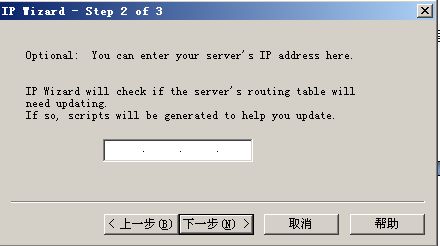 IP Wizard - Step 2 of 3
Optional: You can enter your server's IP address here.
IP Wizard will check if the server's routing table will
need updating.
If so, scripts will be generated to help you update.
. . .
< 上一步(B) 下一步(N) > 取消 帮助